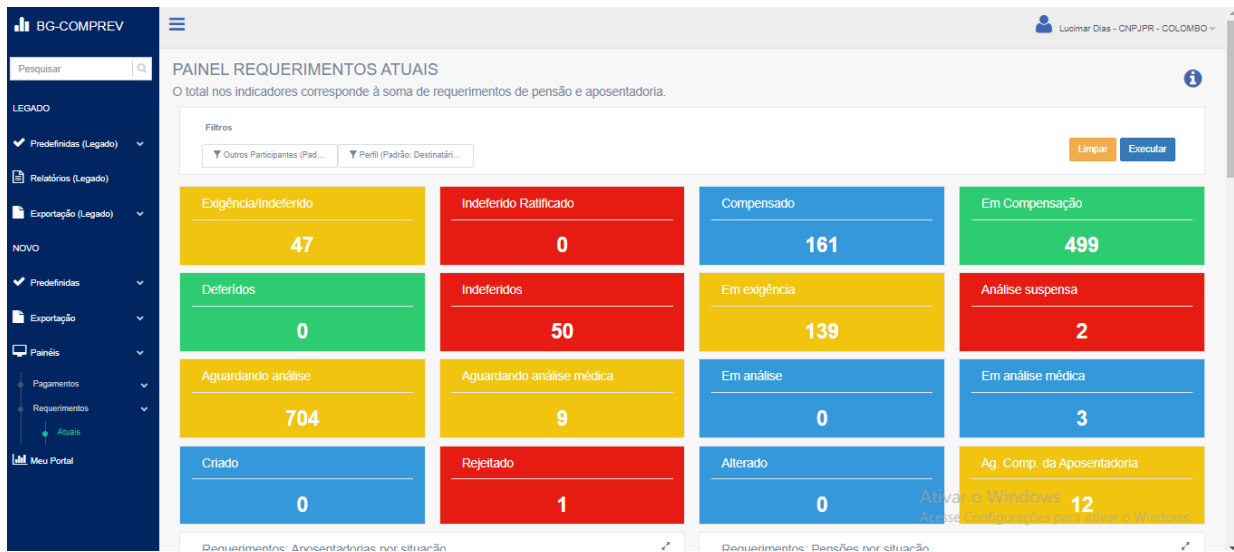 BG-COMPREV
Lucimar Dias - CNPJPR - COLOMBO
Pesquisar
LEGADO
Predefinidas (Legado)
Relatórios (Legado)
Exportação (Legado)
NOVO
Predefinidas
Exportação
Painéis
Pagamentos
Requerimentos
Atuais
Meu Portal
PAINEL REQUERIMENTOS ATUAIS
O total nos indicadores corresponde à soma de requerimentos de pensão e aposentadoria.
Filtros
Outros Participantes (Pad...
Perfil (Padrão: Destinatári...
Limpar
Executar
Exigência/Indeferido
47
Indeferido Ratificado
0
Compensado
161
Em Compensação
499
Deferidos
0
Indeferidos
50
Em exigência
139
Análise suspensa
2
Aguardando análise
704
Aguardando análise médica
9
Em análise
0
Em análise médica
3
Criado
0
Rejeitado
1
Alterado
0
Ag. Comp. da Aposentadoria
12
Ativar o Windows
Acesse Configurações para ativar o Windows.
Requerimentos: Aposentadorias por situação
Requerimentos: Pensões por situação